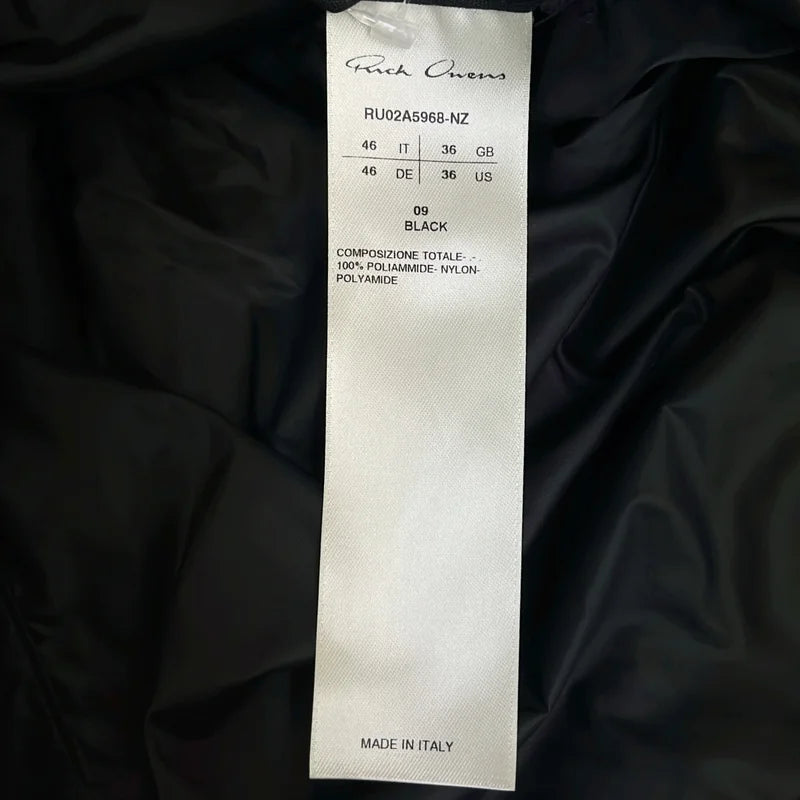 Rick Owens
RU02A5968-NZ
46 IT 36 GB
46 DE 36 US
09
BLACK
COMPOSIZIONE TOTALE- .- .
100% POLIAMMIDE- NYLON-
POLYAMIDE
MADE IN ITALY